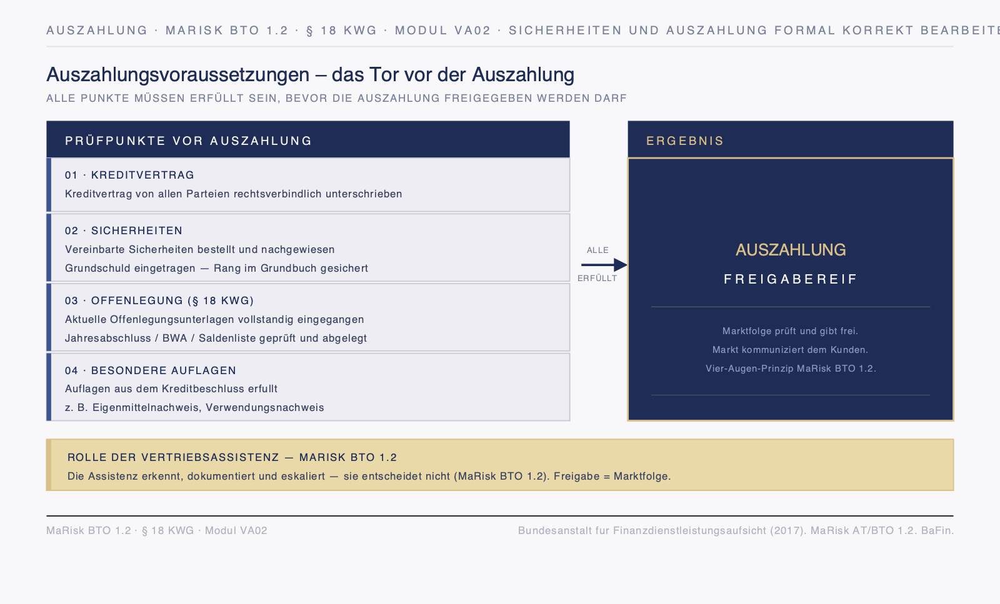 AUSZAHLUNG · MARISK BTO 1.2 · § 18 KWG · MODUL VA02 · SICHERHEITEN UND AUSZAHLUNG FORMAL KORREKT BEARBEITE
Auszahlungsvoraussetzungen – das Tor vor der Auszahlung
ALLE PUNKTE MÜSSEN ERFÜLLT SEIN, BEVOR DIE AUSZAHLUNG FREIGEGEBEN WERDEN DARF
PRÜFPUNKTE VOR AUSZAHLUNG
01 · KREDITVERTRAG
Kreditvertrag von allen Parteien rechtsverbindlich unterschrieben
02 · SICHERHEITEN
Vereinbarte Sicherheiten bestellt und nachgewiesen
Grundschuld eingetragen — Rang im Grundbuch gesichert
03 · OFFENLEGUNG (§ 18 KWG)
Aktuelle Offenlegungsunterlagen vollstandig eingegangen
Jahresabschluss / BWA / Saldenliste geprüft und abgelegt
04 · BESONDERE AUFLAGEN
Auflagen aus dem Kreditbeschluss erfullt
z. B. Eigenmittelnachweis, Verwendungsnachweis
ALLE
ERFÜLLT
ERGEBNIS
AUSZAHLUNG
FREIGABEREIF
Marktfolge prüft und gibt frei.
Markt kommuniziert dem Kunden.
Vier-Augen-Prinzip MaRisk BTO 1.2.
ROLLE DER VERTRIEBSASSISTENZ — MARISK BTO 1.2
Die Assistenz erkennt, dokumentiert und eskaliert — sie entscheidet nicht (MaRisk BTO 1.2). Freigabe = Marktfolge.
MaRisk BTO 1.2 · § 18 KWG · Modul VA02
Bundesanstalt fur Finanzdienstleistungsaufsicht (2017). MaRisk AT/BTO 1.2. BaFin.